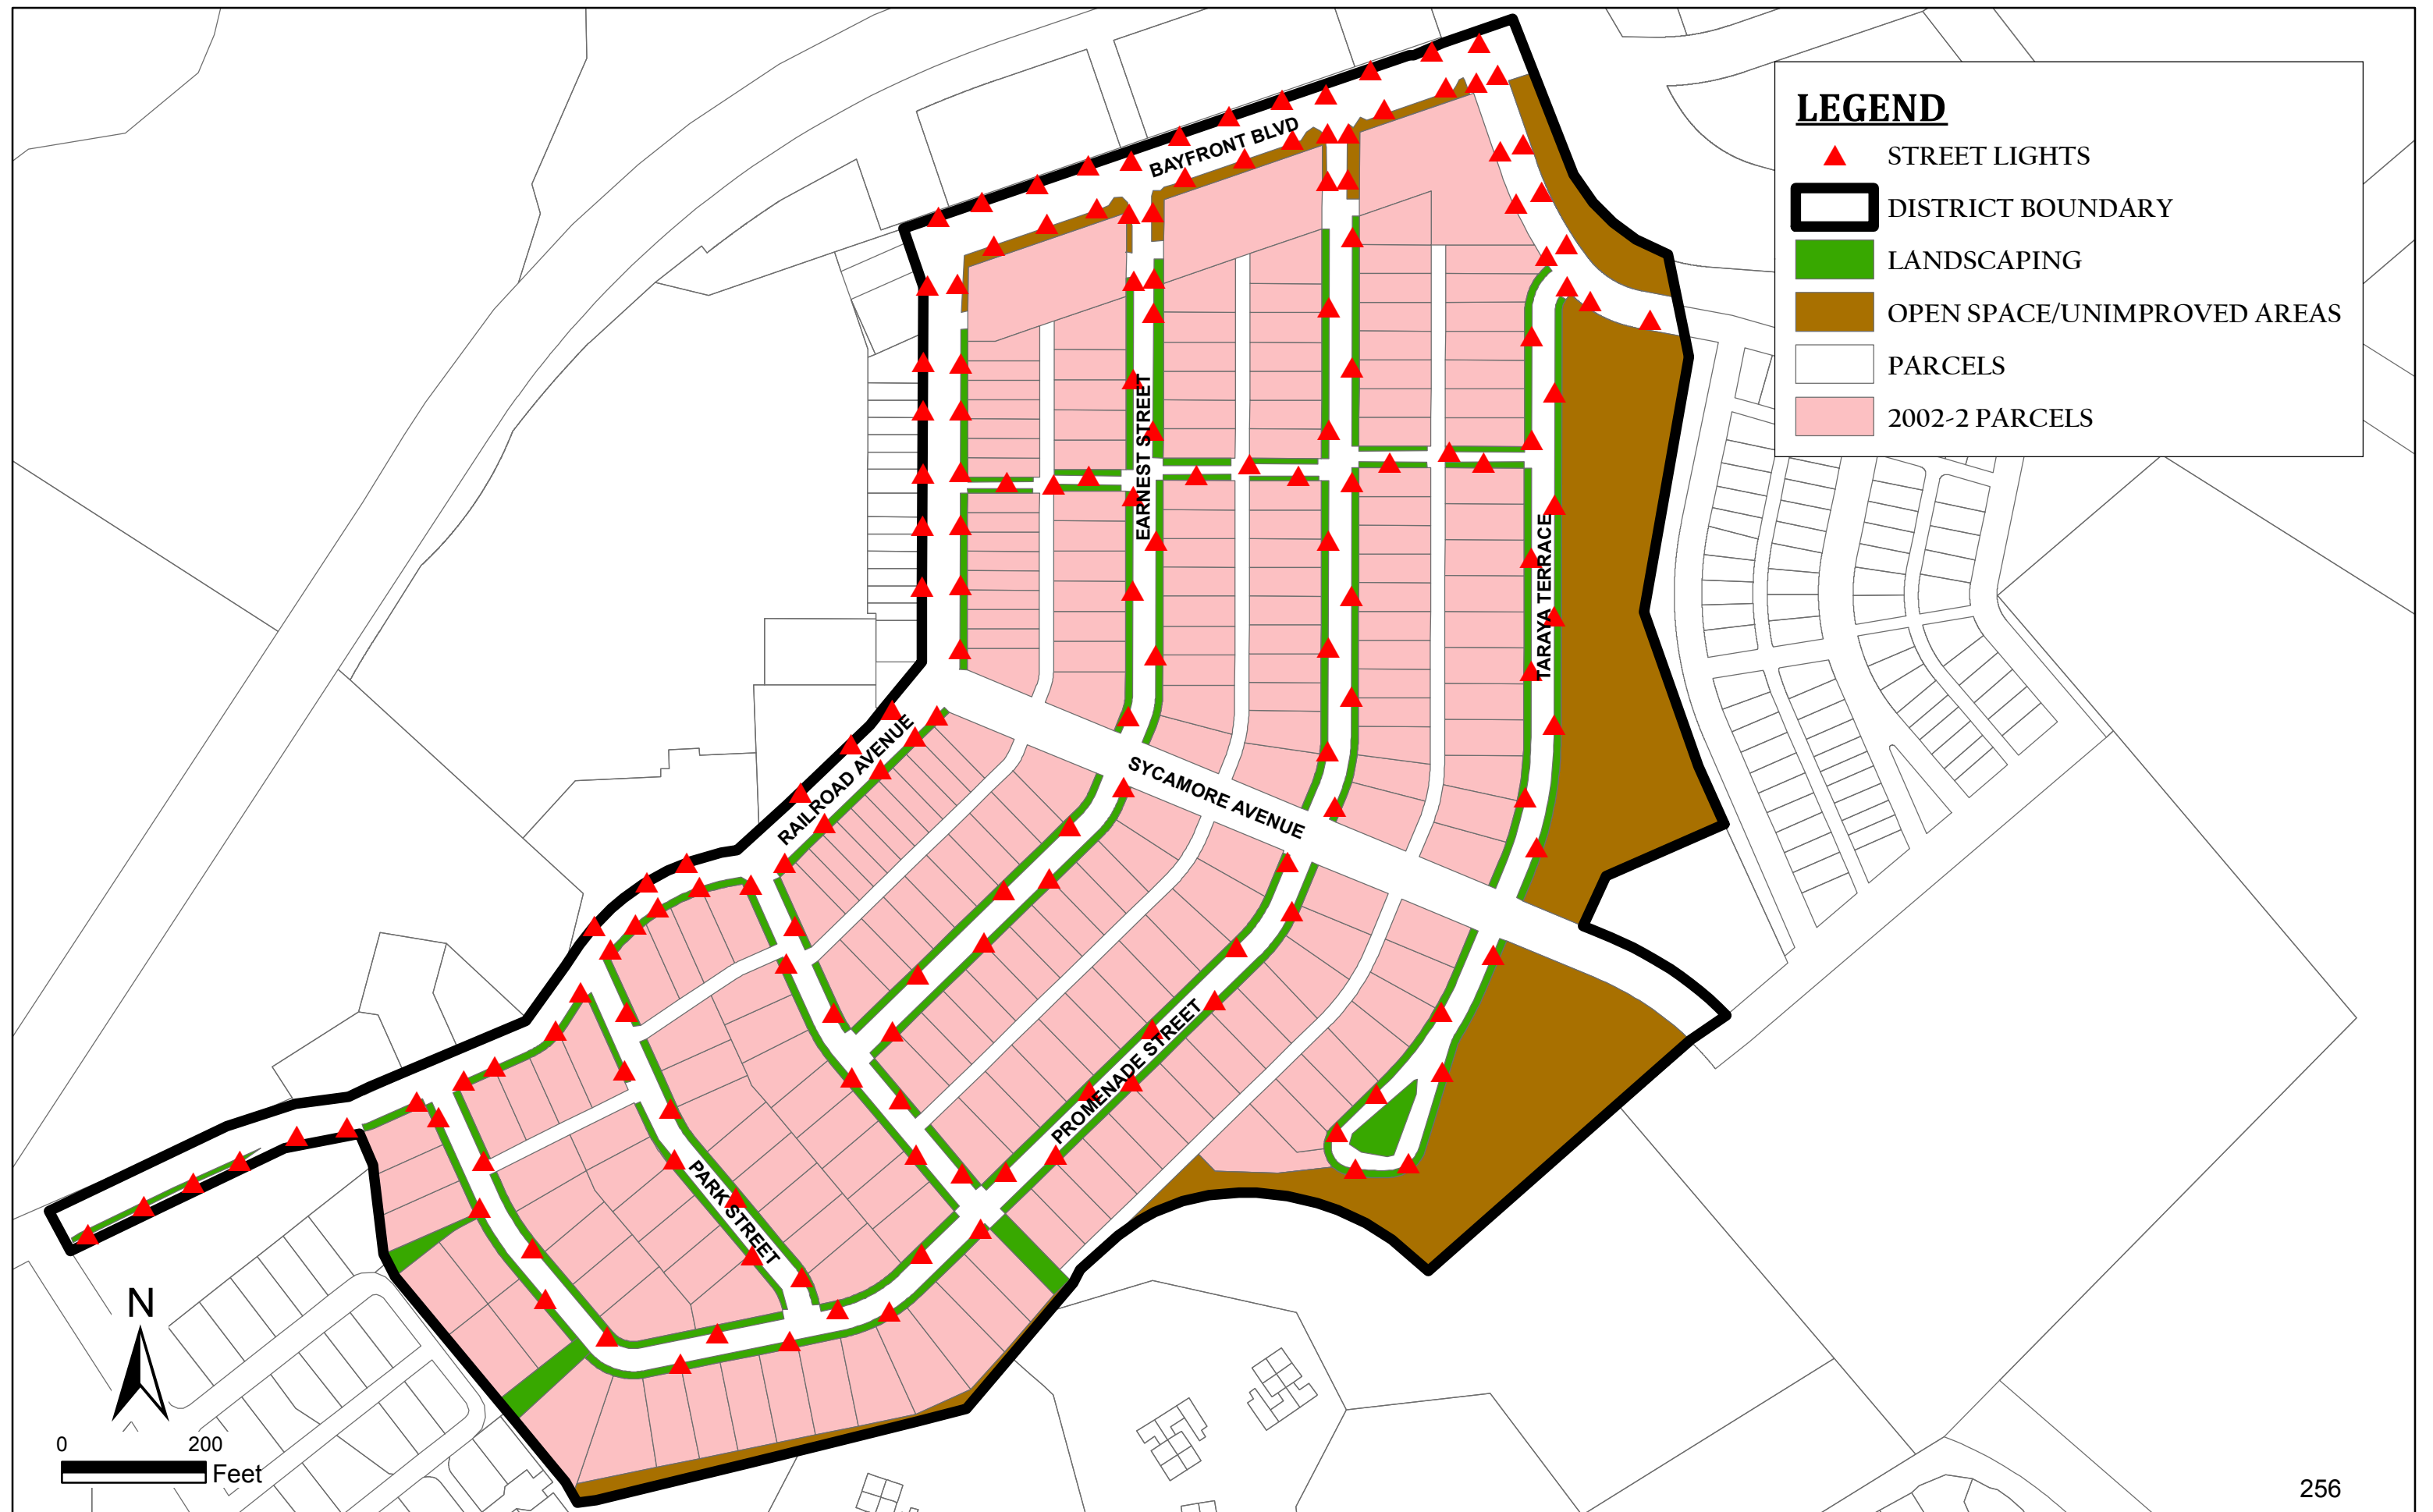 LEGEND
STREET LIGHTS
DISTRICT BOUNDARY
LANDSCAPING
OPEN SPACE/UNIMPROVED AREAS
PARCELS
2002-2 PARCELS
BAYFRONT BLVD
EARNEST STREET
TARAYA TERRACE
RAILROAD AVENUE
SYCAMORE AVENUE
PROMENADE STREET
PARK STREET
N
0 200
Feet
256